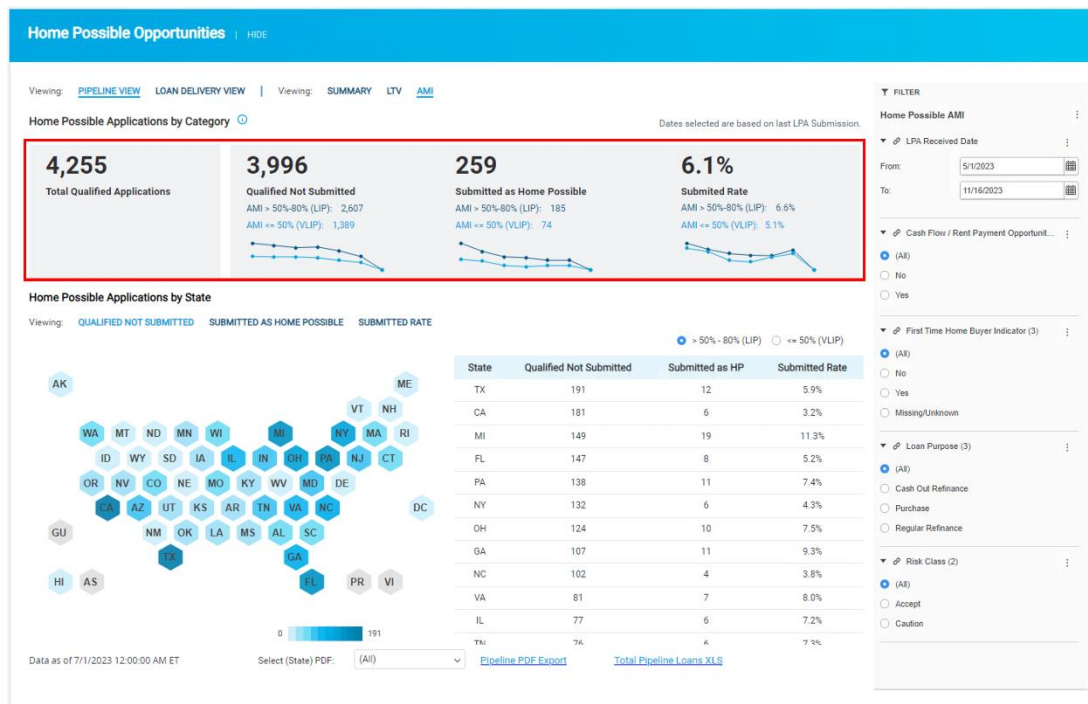 Home Possible Opportunities | HIDE
Viewing: PIPELINE VIEW LOAN DELIVERY VIEW | Viewing: SUMMARY LTV AMI
Home Possible Applications by Category
Dates selected are based on last LPA Submission.
4,255
Total Qualified Applications
3,996
Qualified Not Submitted
AMI > 50%-80% (LIP): 2,607
AMI <= 50% (VLIP): 1,389
259
Submitted as Home Possible
AMI > 50%-80% (LIP): 185
AMI <= 50% (VLIP): 74
6.1%
Submited Rate
AMI > 50%-80% (LIP): 6.6%
AMI <= 50% (VLIP): 5.1%
Home Possible Applications by State
Viewing: QUALIFIED NOT SUBMITTED SUBMITTED AS HOME POSSIBLE SUBMITTED RATE
> 50% - 80% (LIP) <= 50% (VLIP)
AK ME
VT NH
WA MT ND MN WI MI NY MA RI
ID WY SD IA IL IN OH PA NJ CT
OR NV CO NE MO KY WV MD DE
CA AZ UT KS AR TN VA NC DC
GU NM OK LA MS AL SC
TX GA
HI AS FL PR VI
0 191
State Qualified Not Submitted Submitted as HP Submitted Rate
TX 191 12 5.9%
CA 181 6 3.2%
MI 149 19 11.3%
FL 147 8 5.2%
PA 138 11 7.4%
NY 132 6 4.3%
OH 124 10 7.5%
GA 107 11 9.3%
NC 102 4 3.8%
VA 81 7 8.0%
IL 77 6 7.2%
TN 76 6 7.3%
Data as of 7/1/2023 12:00:00 AM ET Select (State) PDF: (All) Pipeline PDF Export Total Pipeline Loans XLS
FILTER
Home Possible AMI
LPA Received Date
From: 5/1/2023
To: 11/16/2023
Cash Flow / Rent Payment Opportunit...
(All)
No
Yes
First Time Home Buyer Indicator (3)
(All)
No
Yes
Missing/Unknown
Loan Purpose (3)
(All)
Cash Out Refinance
Purchase
Regular Refinance
Risk Class (2)
(All)
Accept
Caution